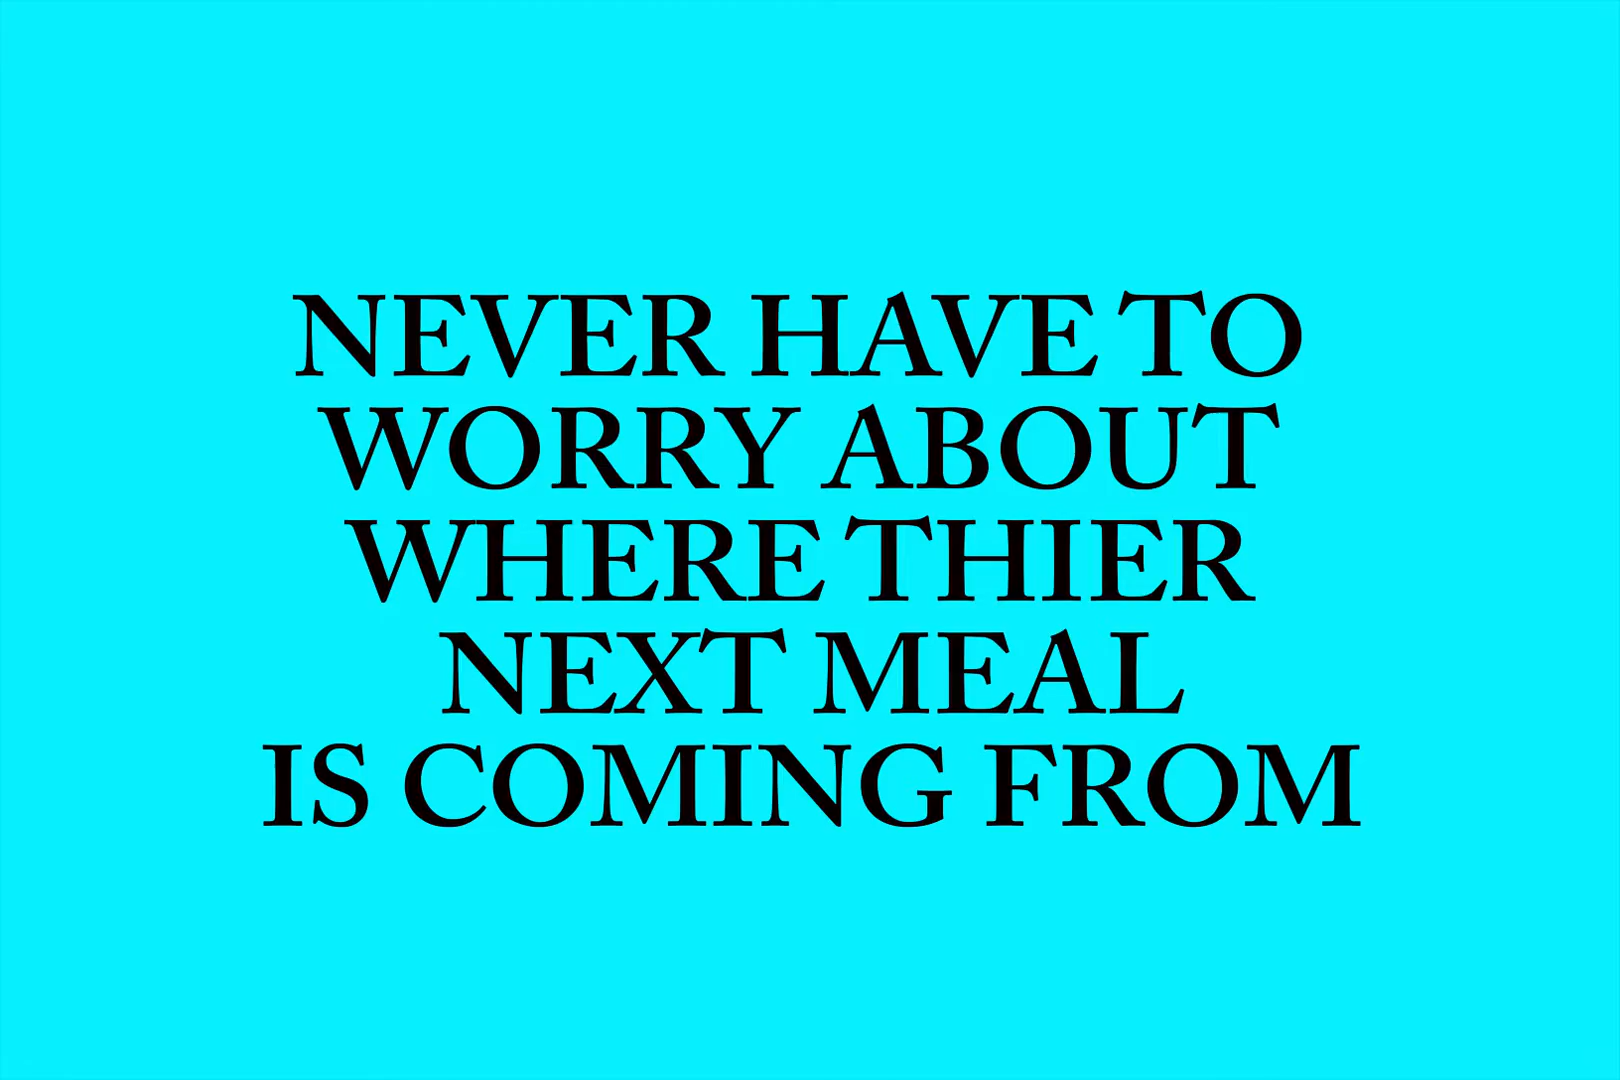 NEVER HAVE TO
WORRY ABOUT
WHERE THIER
NEXT MEAL
IS COMING FROM